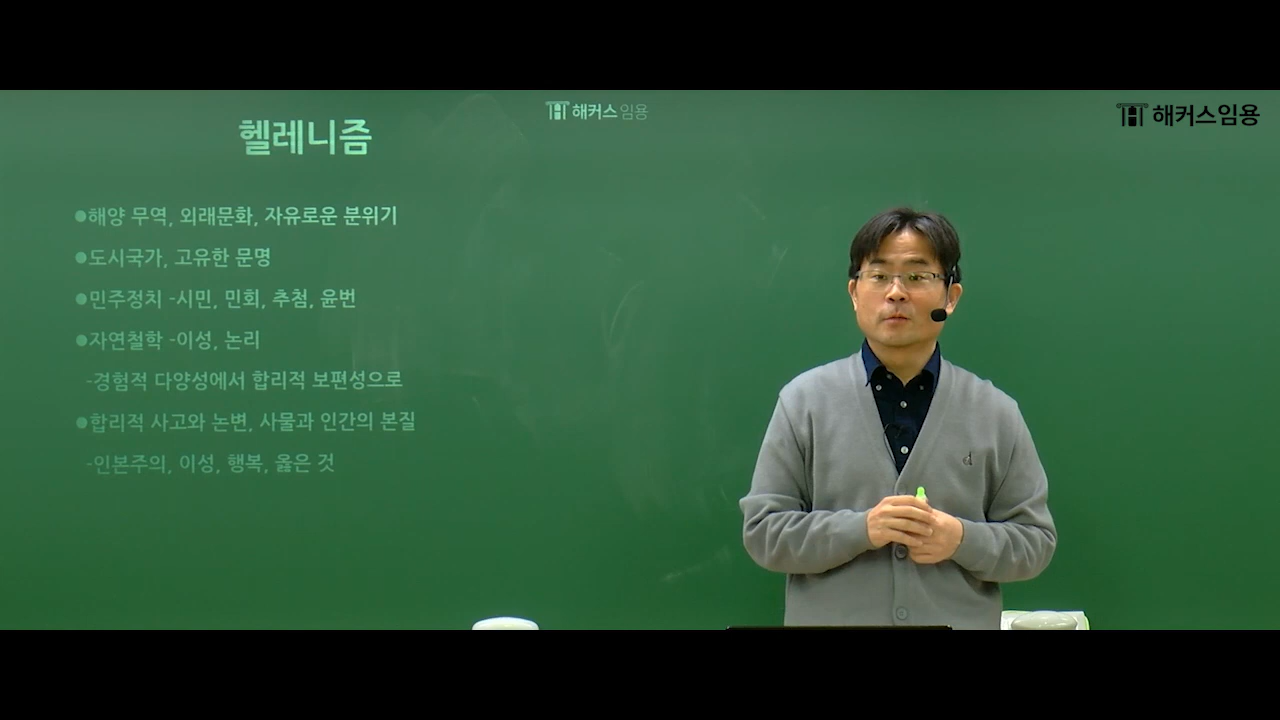 해커스임용
해커스임용
헬레니즘
●해양 무역, 외래문화, 자유로운 분위기
●도시국가, 고유한 문명
●민주정치 -시민, 민회, 추첨, 윤번
●자연철학 -이성, 논리
-경험적 다양성에서 합리적 보편성으로
●합리적 사고와 논변, 사물과 인간의 본질
-인본주의, 이성, 행복, 옳은 것